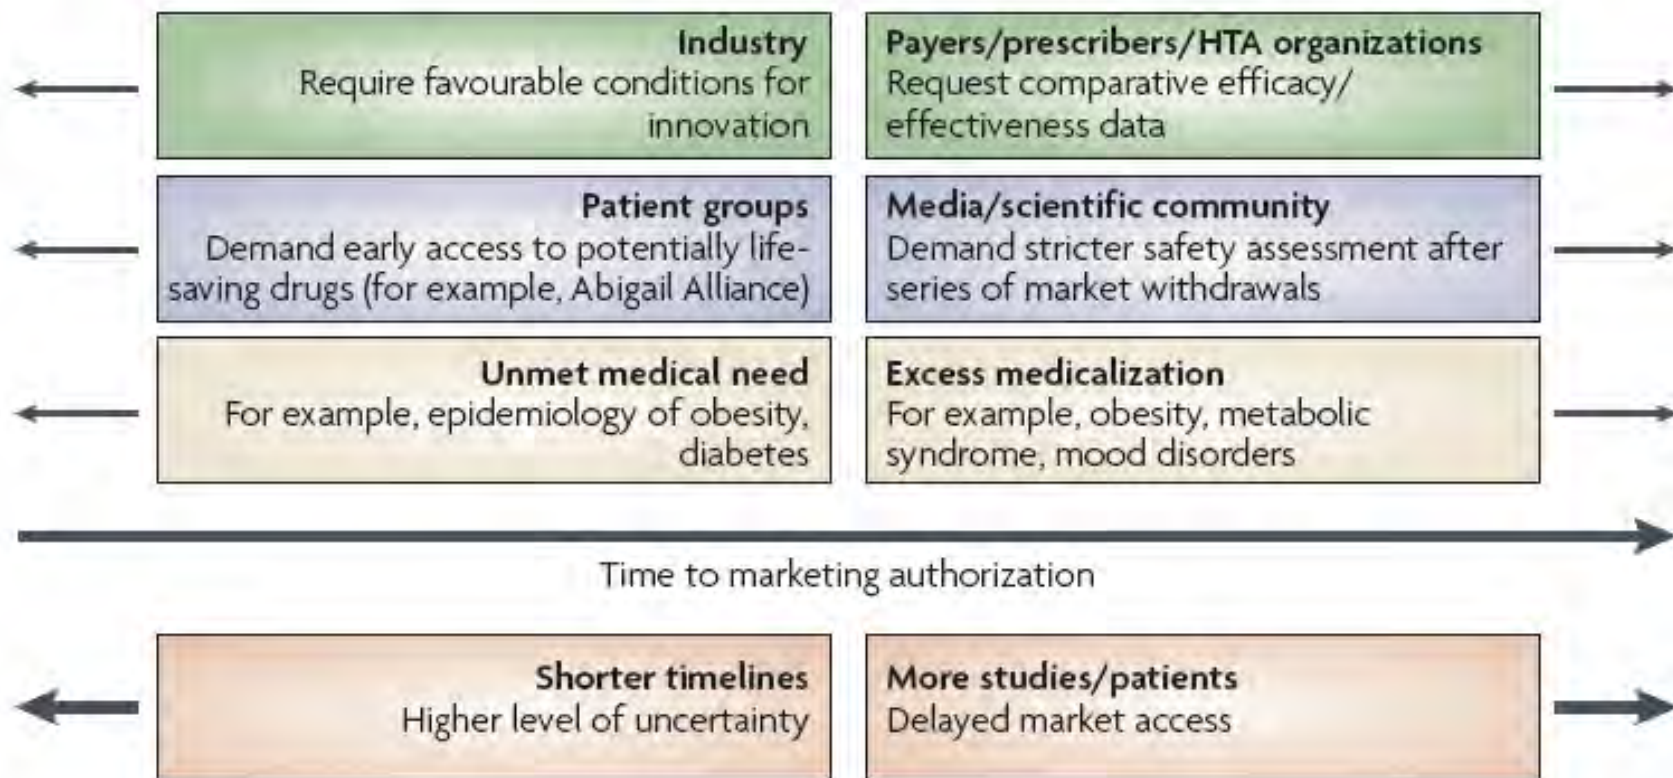 Industry
Require favourable conditions for
innovation
Payers/prescribers/HTA organizations
Request comparative efficacy/
effectiveness data
Patient groups
Demand early access to potentially life-
saving drugs (for example, Abigail Alliance)
Media/scientific community
Demand stricter safety assessment after
series of market withdrawals
Unmet medical need
For example, epidemiology of obesity,
diabetes
Excess medicalization
For example, obesity, metabolic
syndrome, mood disorders
Time to marketing authorization
Shorter timelines
Higher level of uncertainty
More studies/patients
Delayed market access